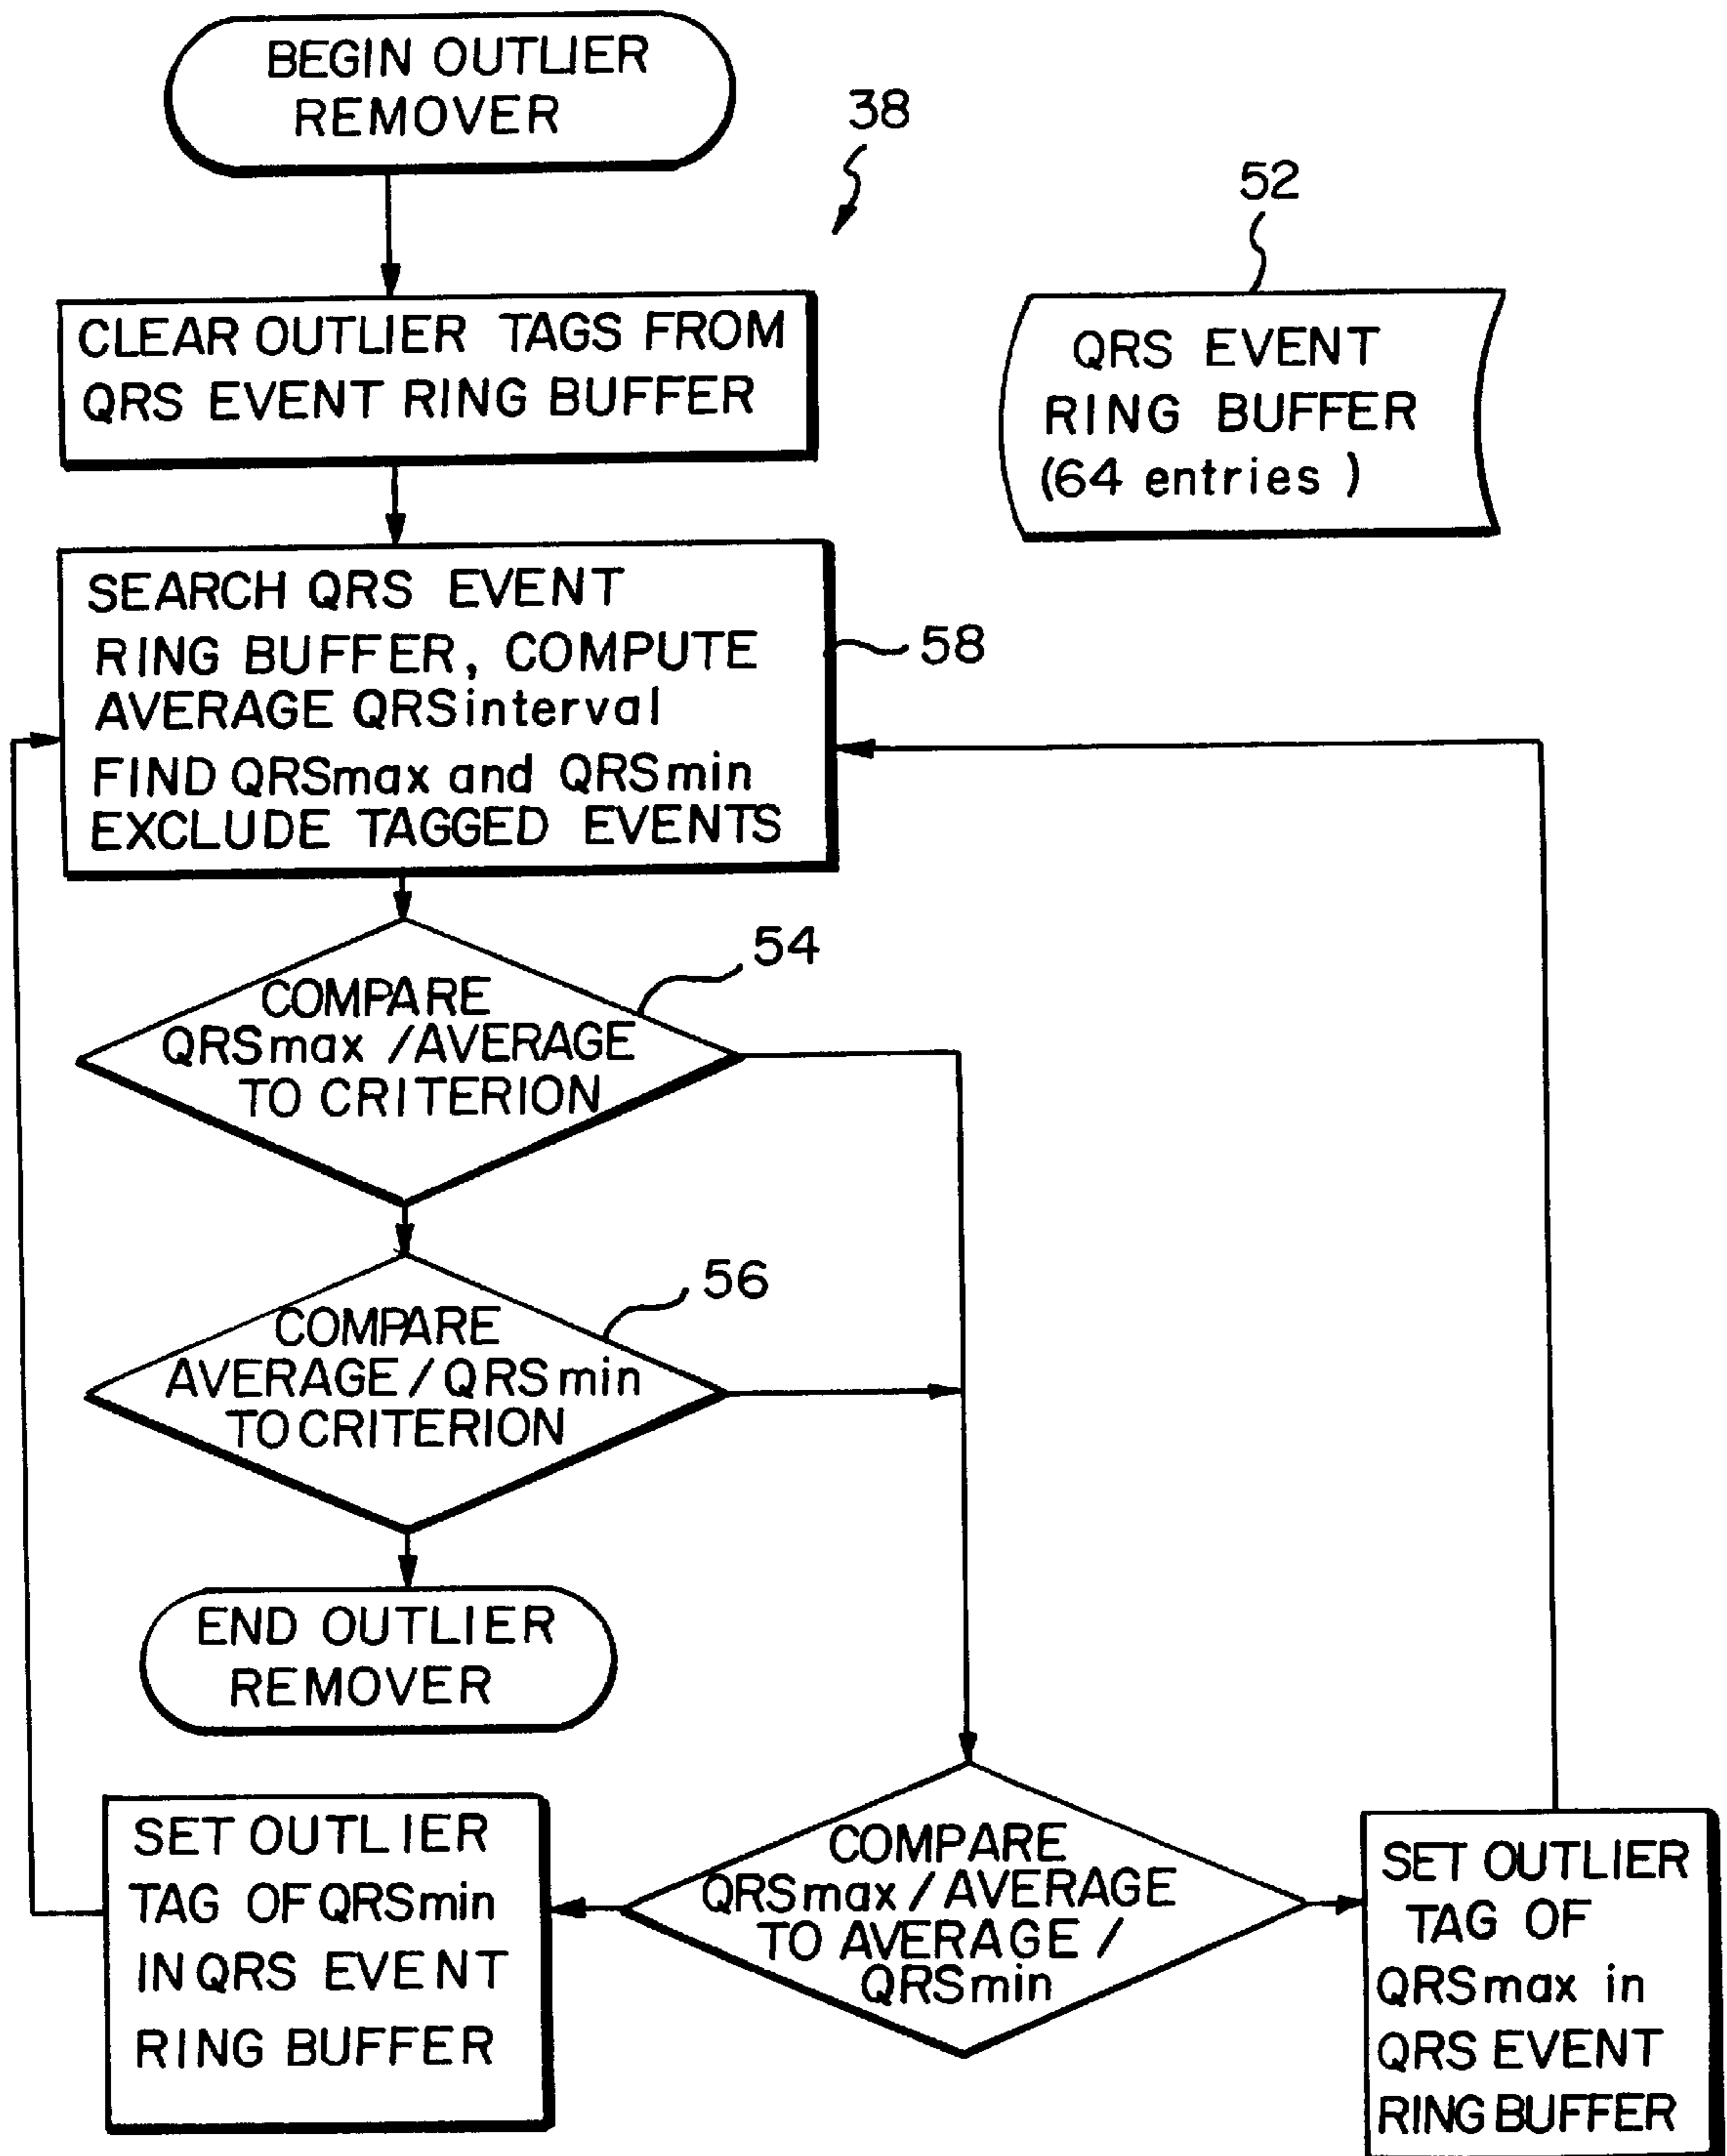 BEGIN OUTLIER
REMOVER
38
52
CLEAR OUTLIER TAGS FROM
QRS EVENT RING BUFFER
QRS EVENT
RING BUFFER
(64 entries )
SEARCH QRS EVENT
RING BUFFER, COMPUTE
AVERAGE QRSinterval
FIND QRSmax and QRSmin
EXCLUDE TAGGED EVENTS
58
54
COMPARE
QRSmax /AVERAGE
TO CRITERION
56
COMPARE
AVERAGE / QRSmin
TO CRITERION
END OUTLIER
REMOVER
SET OUTLIER
TAG OF QRSmin
IN QRS EVENT
RING BUFFER
COMPARE
QRSmax / AVERAGE
TO AVERAGE /
QRSmin
SET OUTLIER
TAG OF
QRSmax in
QRS EVENT
RING BUFFER